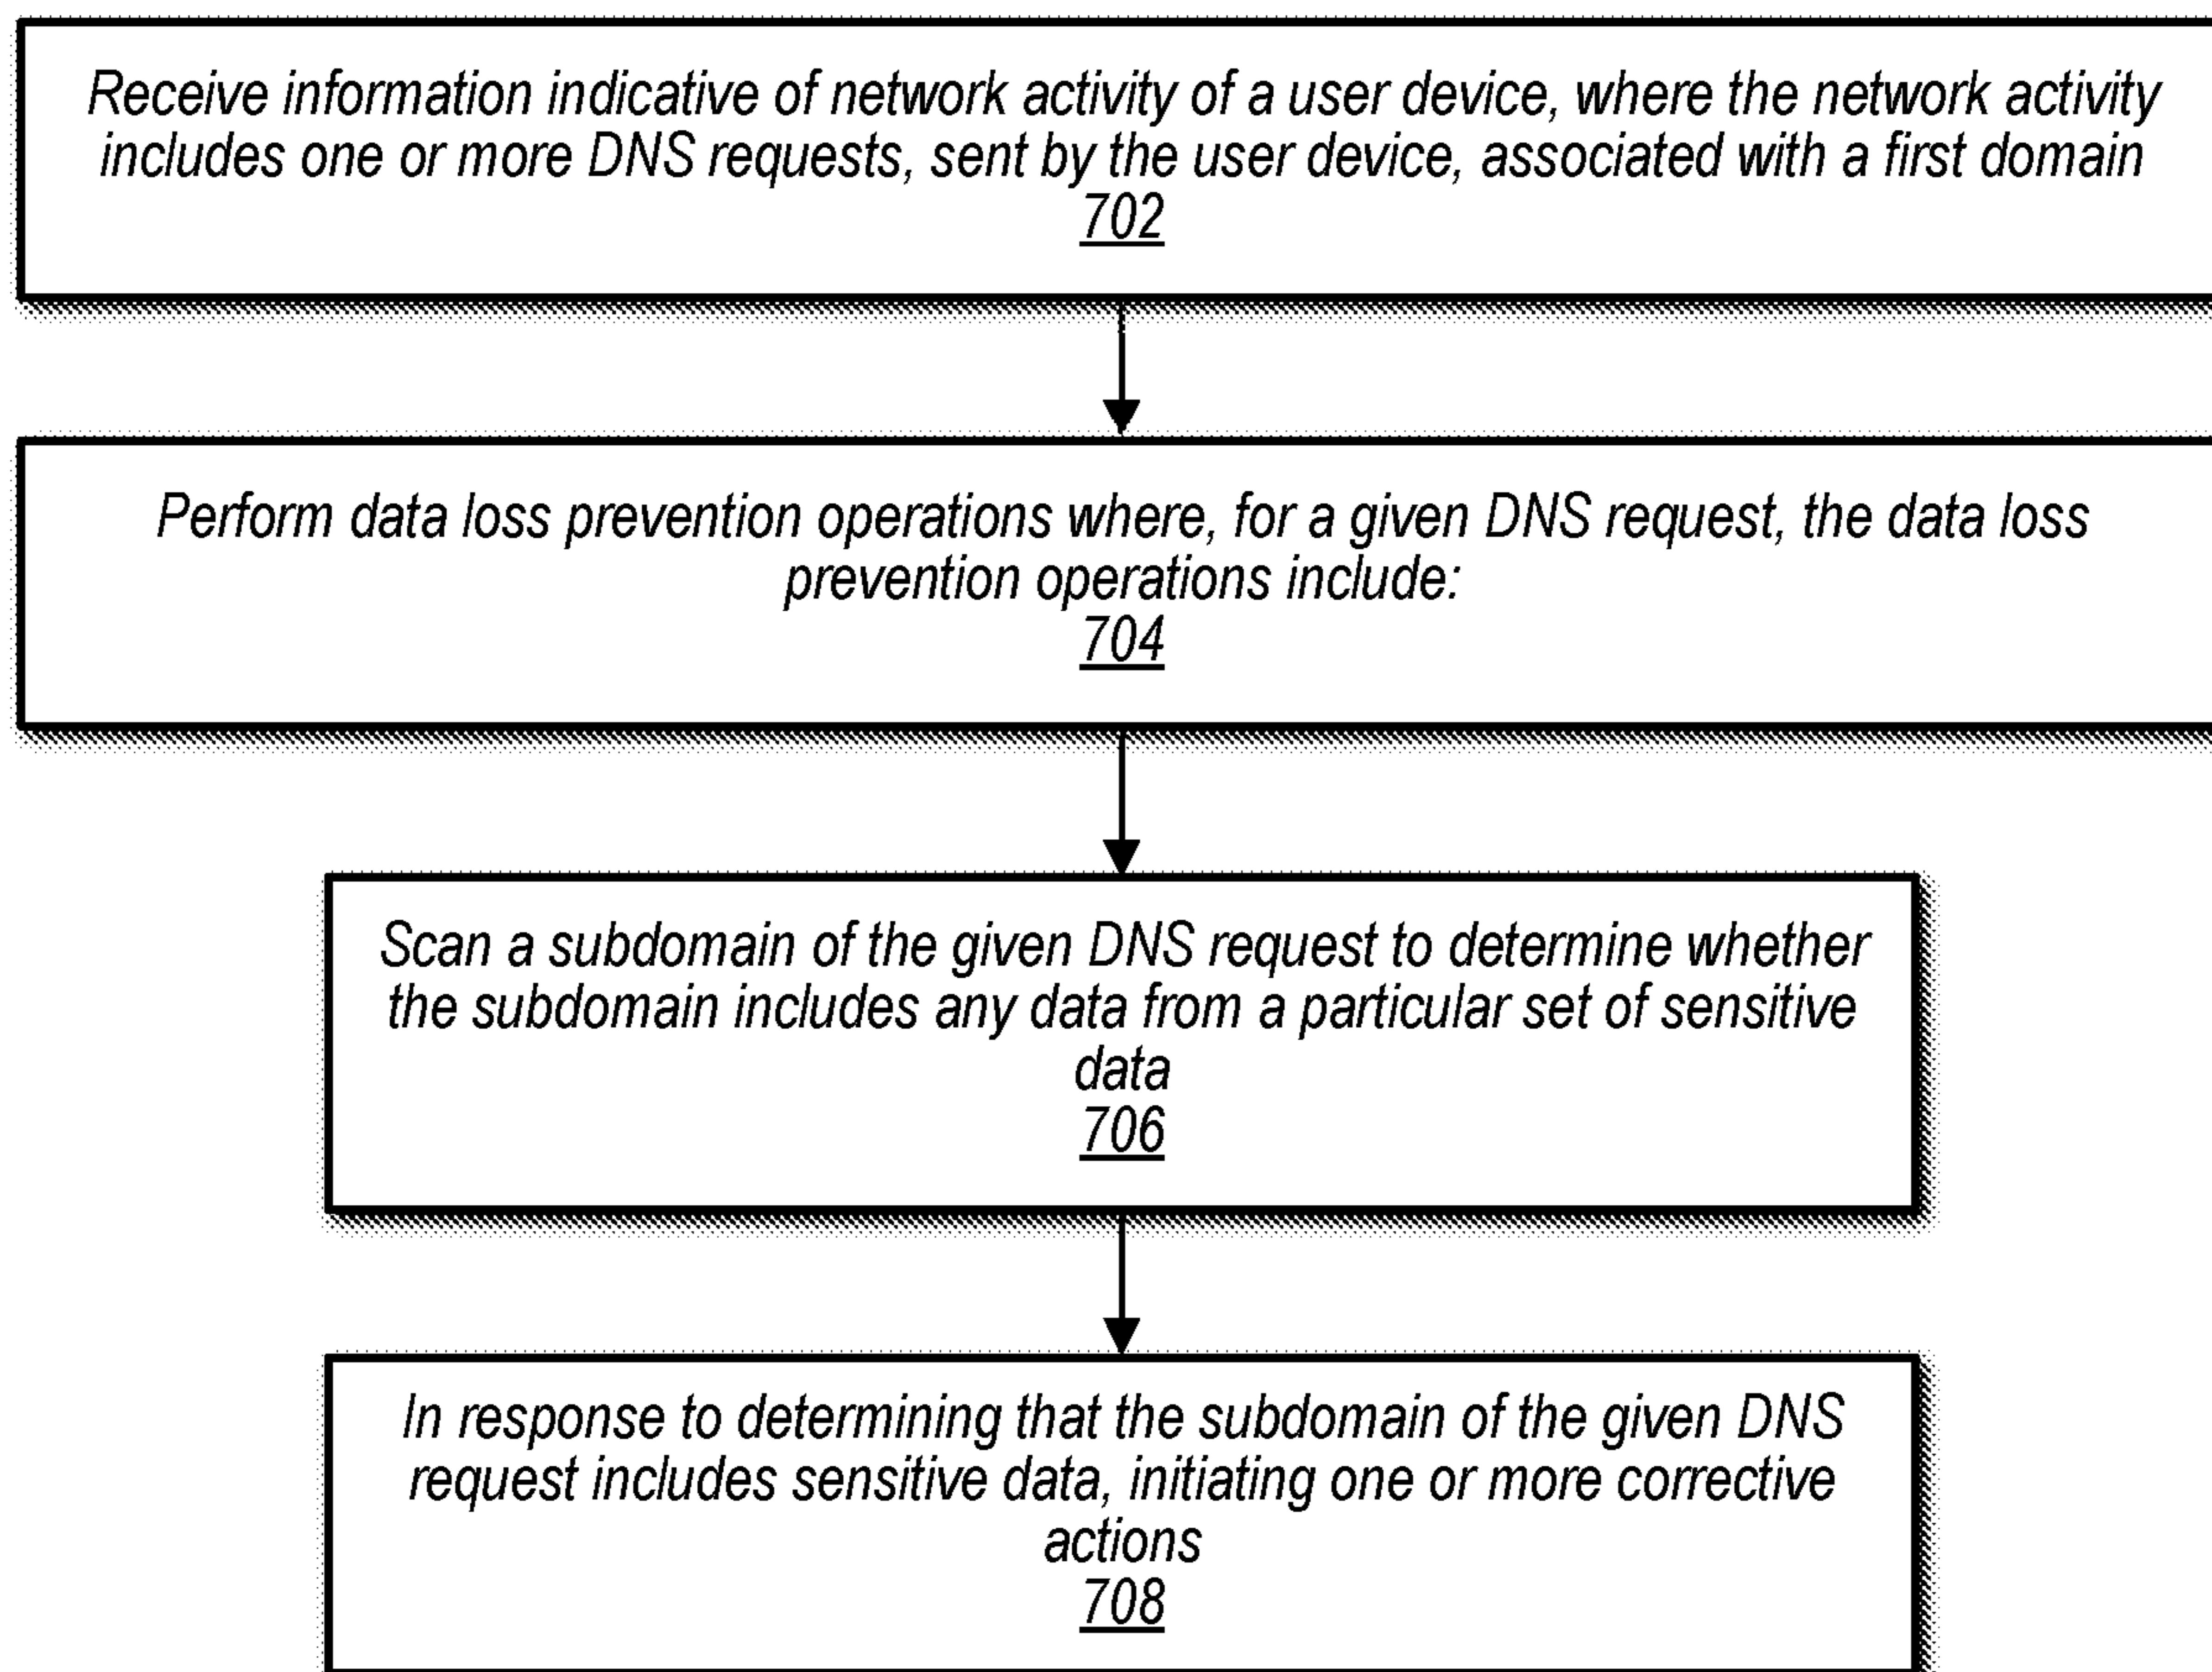 Receive information indicative of network activity of a user device, where the network activity
includes one or more DNS requests, sent by the user device, associated with a first domain
702
Perform data loss prevention operations where, for a given DNS request, the data loss
prevention operations include:
704
Scan a subdomain of the given DNS request to determine whether
the subdomain includes any data from a particular set of sensitive
data
706
In response to determining that the subdomain of the given DNS
request includes sensitive data, initiating one or more corrective
actions
708